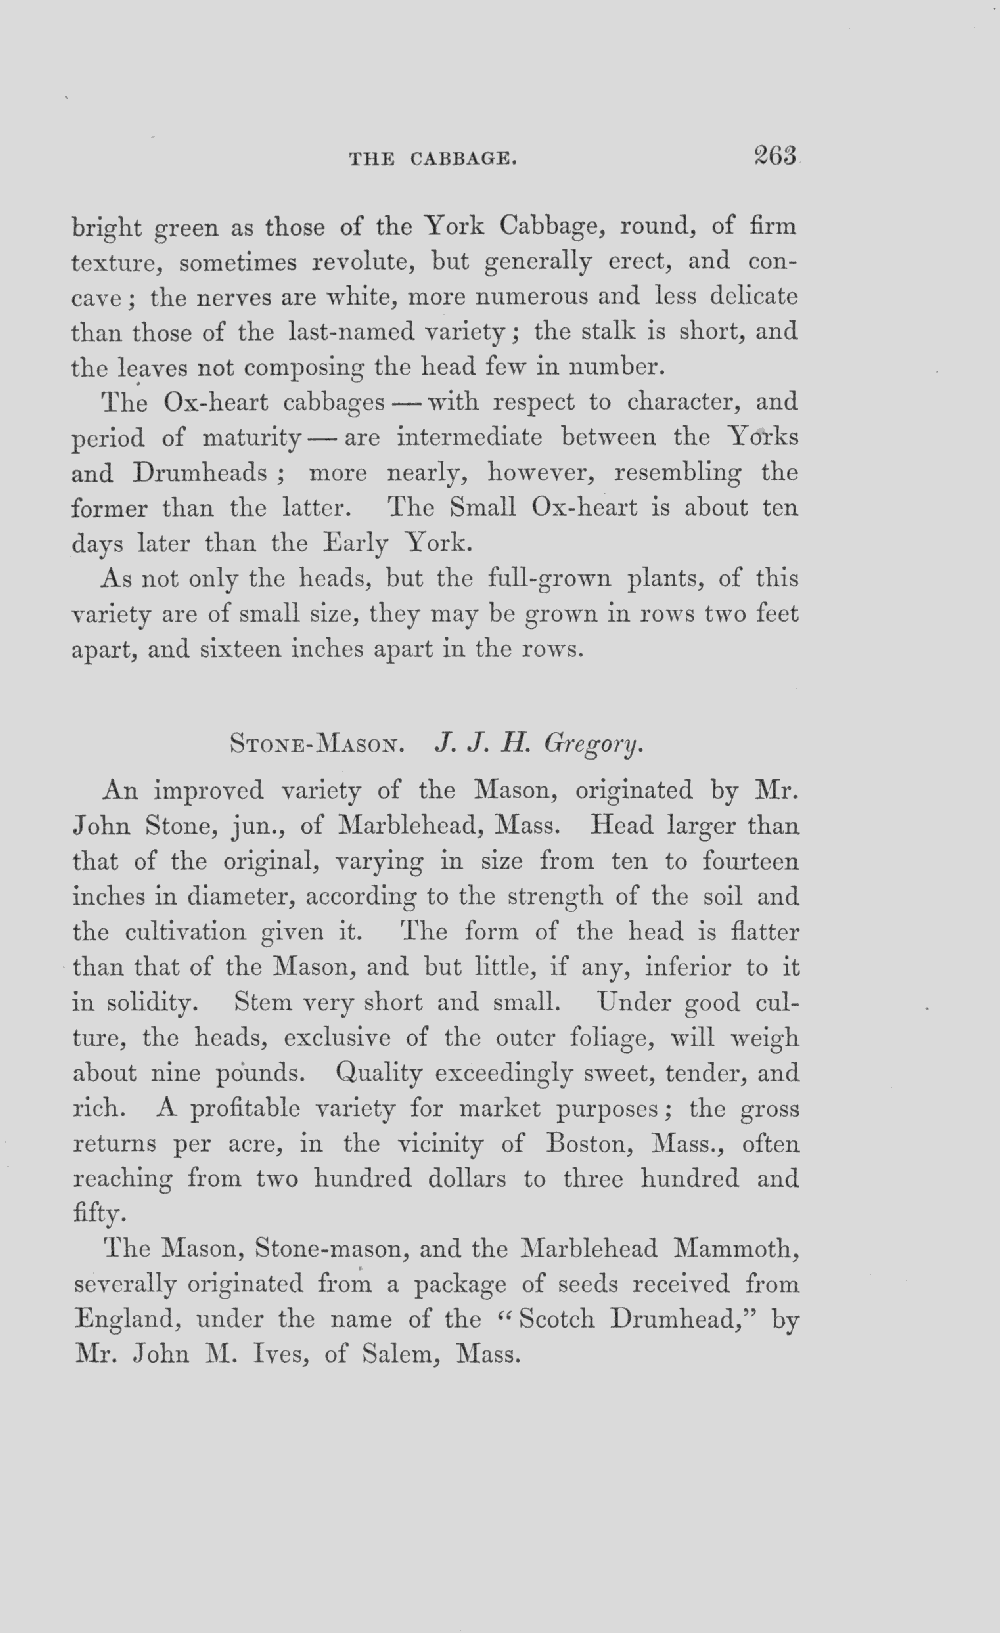 THE CABBAGE. 263
bright green as those of the York Cabbage, round, of firm
texture, sometimes revolute, but generally erect, and con-
cave; the nerves are white, more numerous and less delicate
than those of the last-named variety; the stalk is short, and
the leaves not composing the head few in number.
The Ox-heart cabbages — with respect to character, and
period of maturity — are intermediate between the Yorks
and Drumheads; more nearly, however, resembling the
former than the latter. The Small Ox-heart is about ten
days later than the Early York.
As not only the heads, but the full-grown plants, of this
variety are of small size, they may be grown in rows two feet
apart, and sixteen inches apart in the rows.
STONE-MASON. J. J. H. Gregory.
An improved variety of the Mason, originated by Mr.
John Stone, jun., of Marblehead, Mass. Head larger than
that of the original, varying in size from ten to fourteen
inches in diameter, according to the strength of the soil and
the cultivation given it. The form of the head is flatter
than that of the Mason, and but little, if any, inferior to it
in solidity. Stem very short and small. Under good cul-
ture, the heads, exclusive of the outer foliage, will weigh
about nine pounds. Quality exceedingly sweet, tender, and
rich. A profitable variety for market purposes; the gross
returns per acre, in the vicinity of Boston, Mass., often
reaching from two hundred dollars to three hundred and
fifty.
The Mason, Stone-mason, and the Marblehead Mammoth,
severally originated from a package of seeds received from
England, under the name of the “Scotch Drumhead,” by
Mr. John M. Ives, of Salem, Mass.